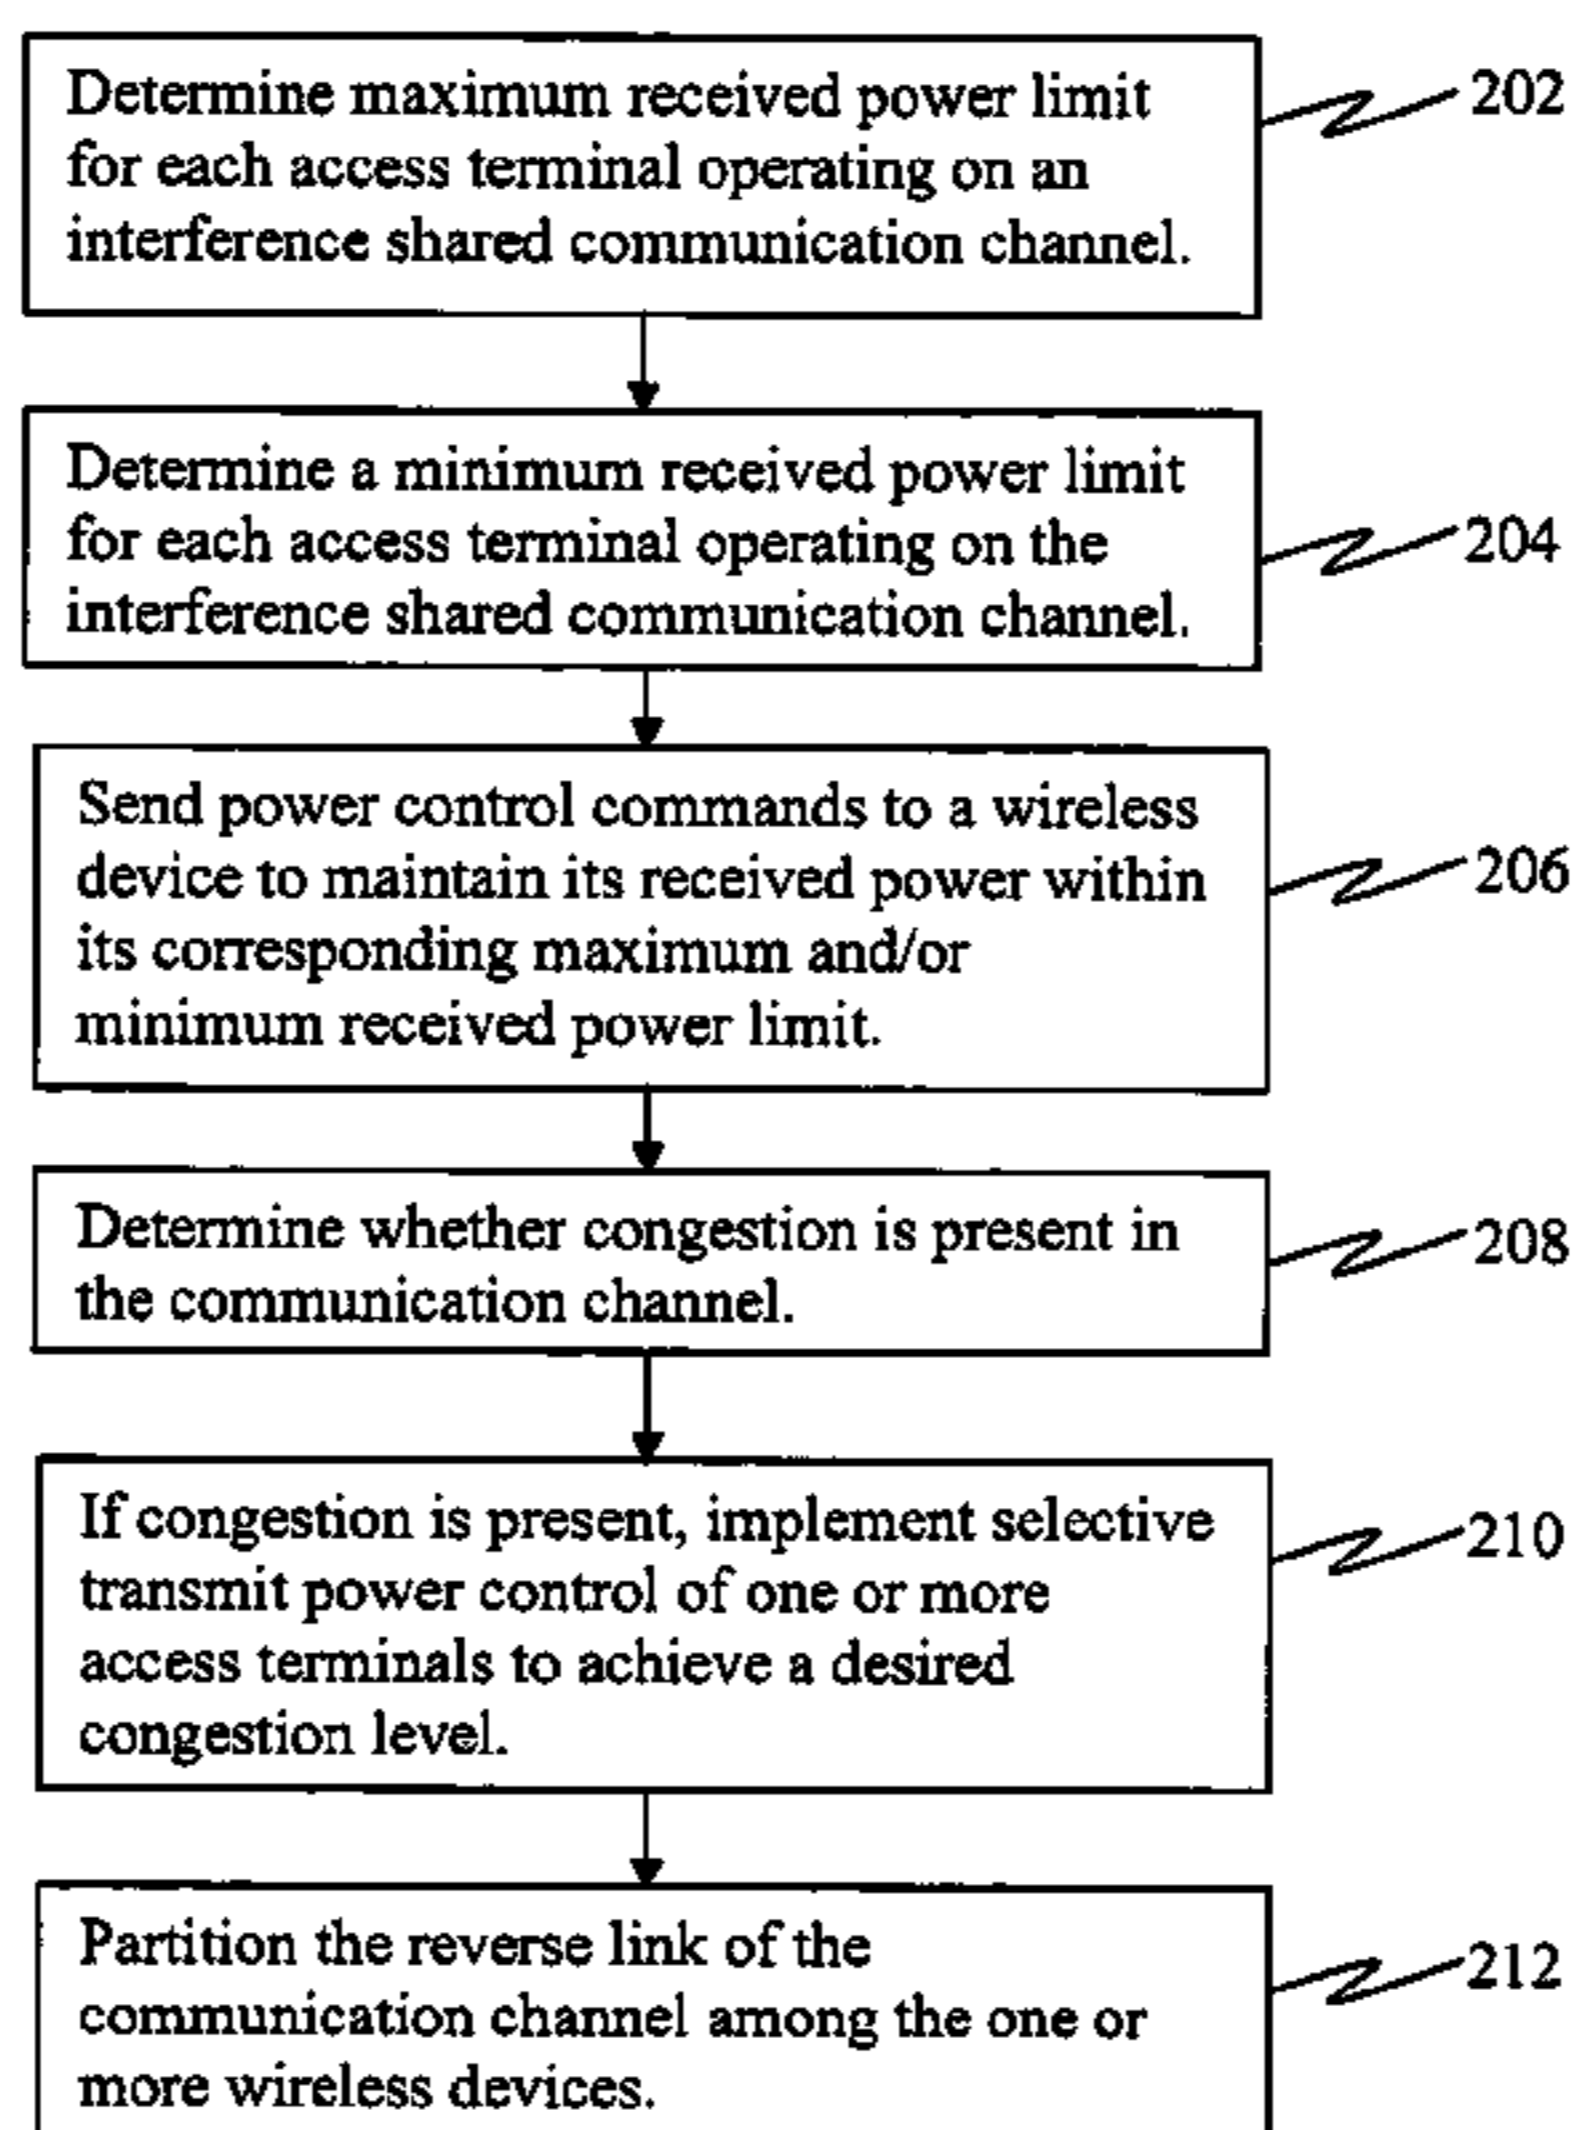 Determine maximum received power limit
for each access terminal operating on an
interference shared communication channel.
202
Determine a minimum received power limit
for each access terminal operating on the
interference shared communication channel.
204
Send power control commands to a wireless
device to maintain its received power within
its corresponding maximum and/or
minimum received power limit.
206
Determine whether congestion is present in
the communication channel.
208
If congestion is present, implement selective
transmit power control of one or more
access terminals to achieve a desired
congestion level.
210
Partition the reverse link of the
communication channel among the one or
more wireless devices.
212